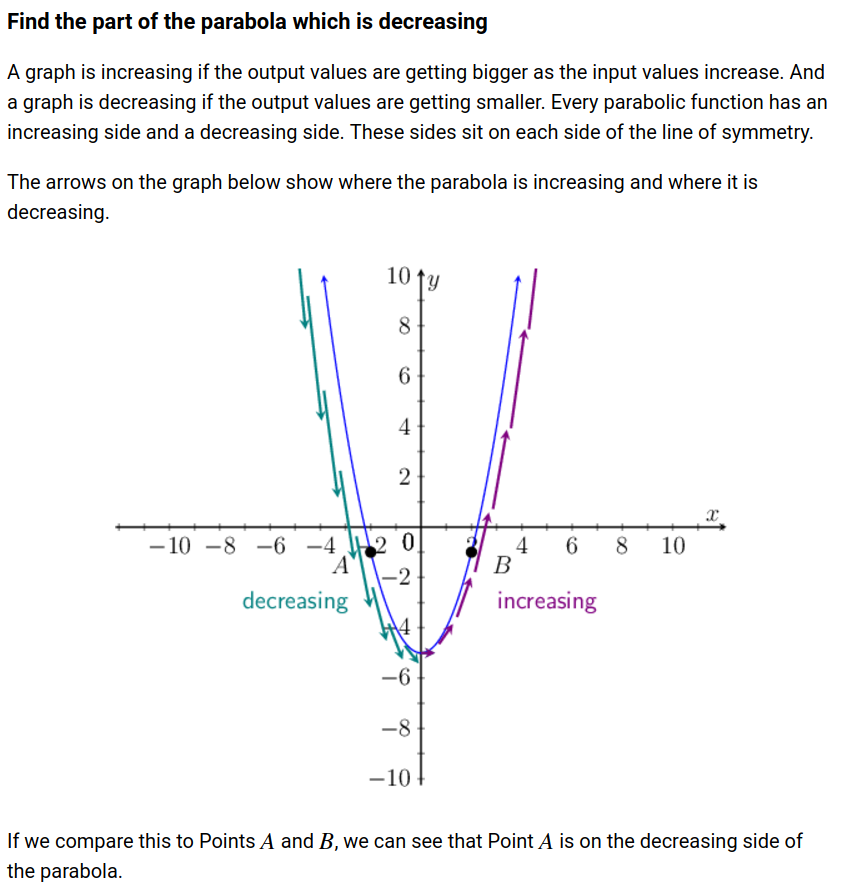 Find the part of the parabola which is decreasing
A graph is increasing if the output values are getting bigger as the input values increase. And
a graph is decreasing if the output values are getting smaller. Every parabolic function has an
increasing side and a decreasing side. These sides sit on each side of the line of symmetry.
The arrows on the graph below show where the parabola is increasing and where it is
decreasing.
10 y
8
6
4
2
x
−10 −8 −6 −4 −2 0 2 4 6 8 10
A B
−2
decreasing increasing
−4
−6
−8
−10
If we compare this to Points A and B, we can see that Point A is on the decreasing side of
the parabola.